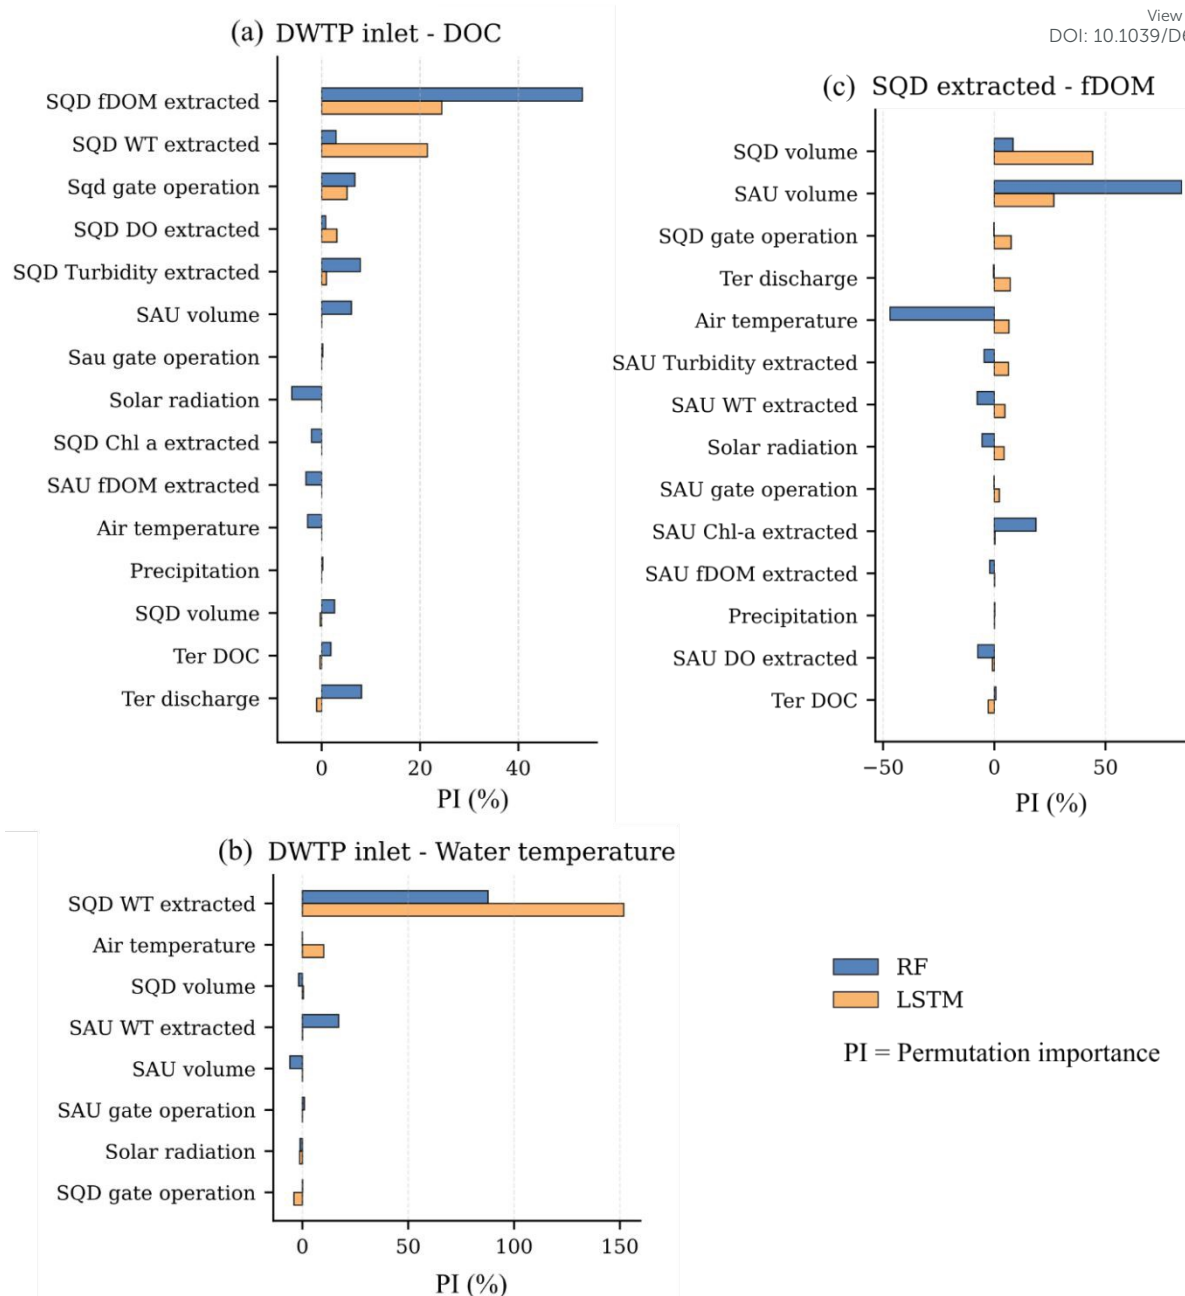 View
DOI: 10.1039/D6
(a) DWTP inlet - DOC
SQD fDOM extracted
SQD WT extracted
Sqd gate operation
SQD DO extracted
SQD Turbidity extracted
SAU volume
Sau gate operation
Solar radiation
SQD Chl a extracted
SAU fDOM extracted
Air temperature
Precipitation
SQD volume
Ter DOC
Ter discharge
0 20 40
PI (%)
(c) SQD extracted - fDOM
SQD volume
SAU volume
SQD gate operation
Ter discharge
Air temperature
SAU Turbidity extracted
SAU WT extracted
Solar radiation
SAU gate operation
SAU Chl-a extracted
SAU fDOM extracted
Precipitation
SAU DO extracted
Ter DOC
−50 0 50
PI (%)
(b) DWTP inlet - Water temperature
SQD WT extracted
Air temperature
SQD volume
SAU WT extracted
SAU volume
SAU gate operation
Solar radiation
SQD gate operation
0 50 100 150
PI (%)
RF
LSTM
PI = Permutation importance